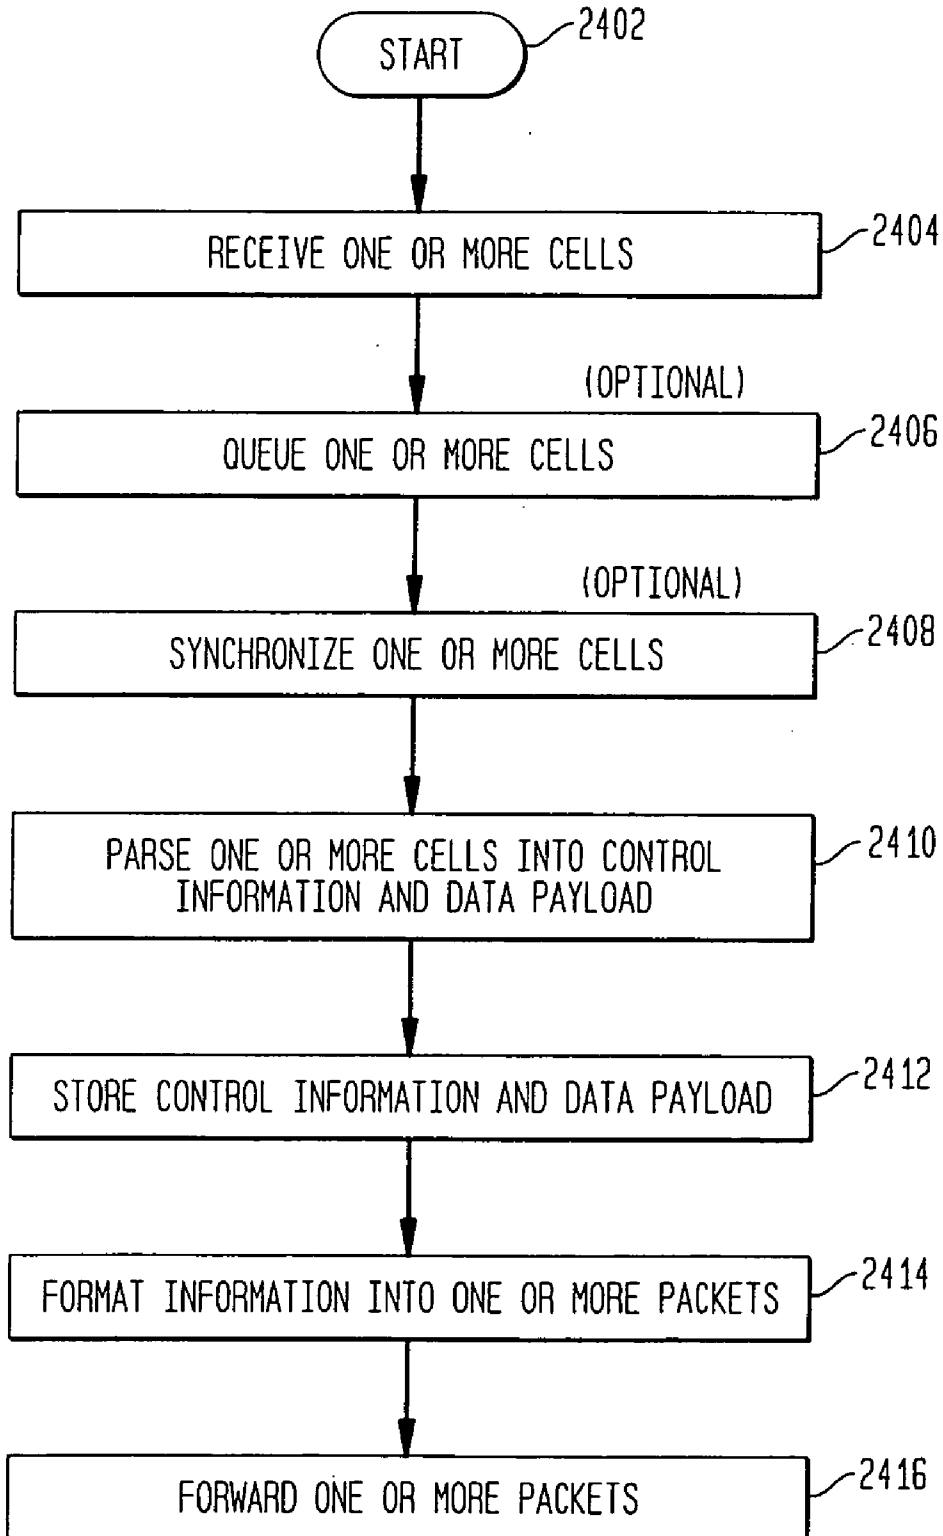 START
2402
RECEIVE ONE OR MORE CELLS
2404
(OPTIONAL)
QUEUE ONE OR MORE CELLS
2406
(OPTIONAL)
SYNCHRONIZE ONE OR MORE CELLS
2408
PARSE ONE OR MORE CELLS INTO CONTROL
INFORMATION AND DATA PAYLOAD
2410
STORE CONTROL INFORMATION AND DATA PAYLOAD
2412
FORMAT INFORMATION INTO ONE OR MORE PACKETS
2414
FORWARD ONE OR MORE PACKETS
2416